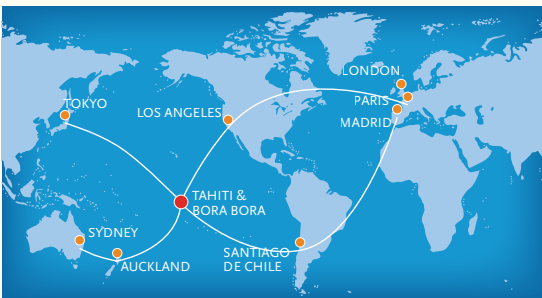 LONDON
TOKYO
PARIS
LOS ANGELES
MADRID
TAHITI &
BORA BORA
SYDNEY
SANTIAGO
DE CHILE
AUCKLAND